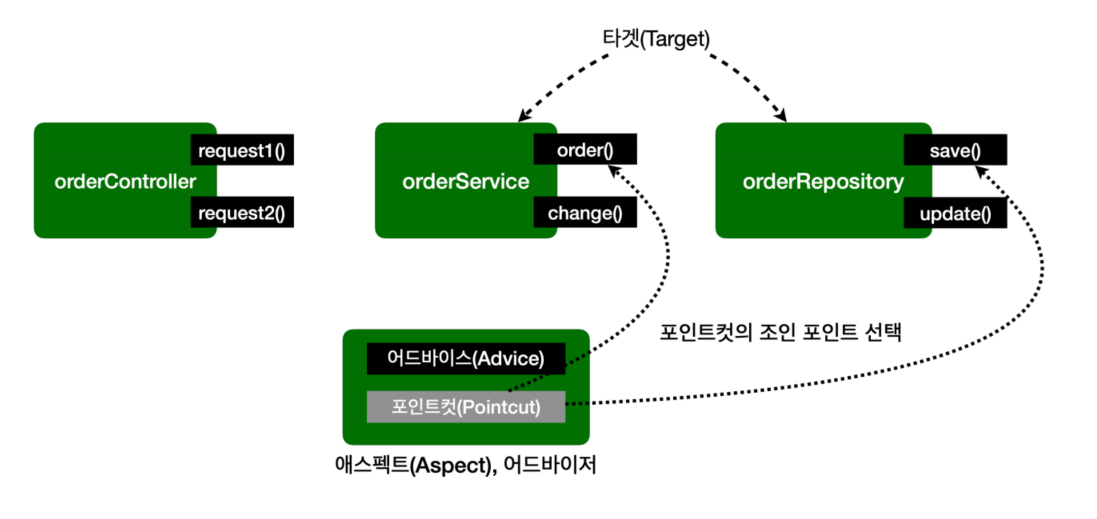 타겟(Target)
orderController
request1()
request2()
orderService
order()
change()
orderRepository
save()
update()
포인트컷의 조인 포인트 선택
어드바이스(Advice)
포인트컷(Pointcut)
애스펙트(Aspect), 어드바이저